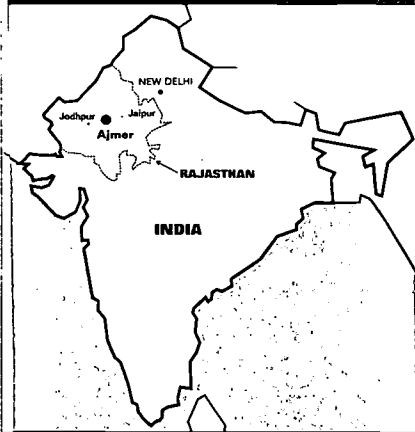 NEW DELHI
Jodhpur Jaipur
Ajmer
RAJASTHAN
INDIA